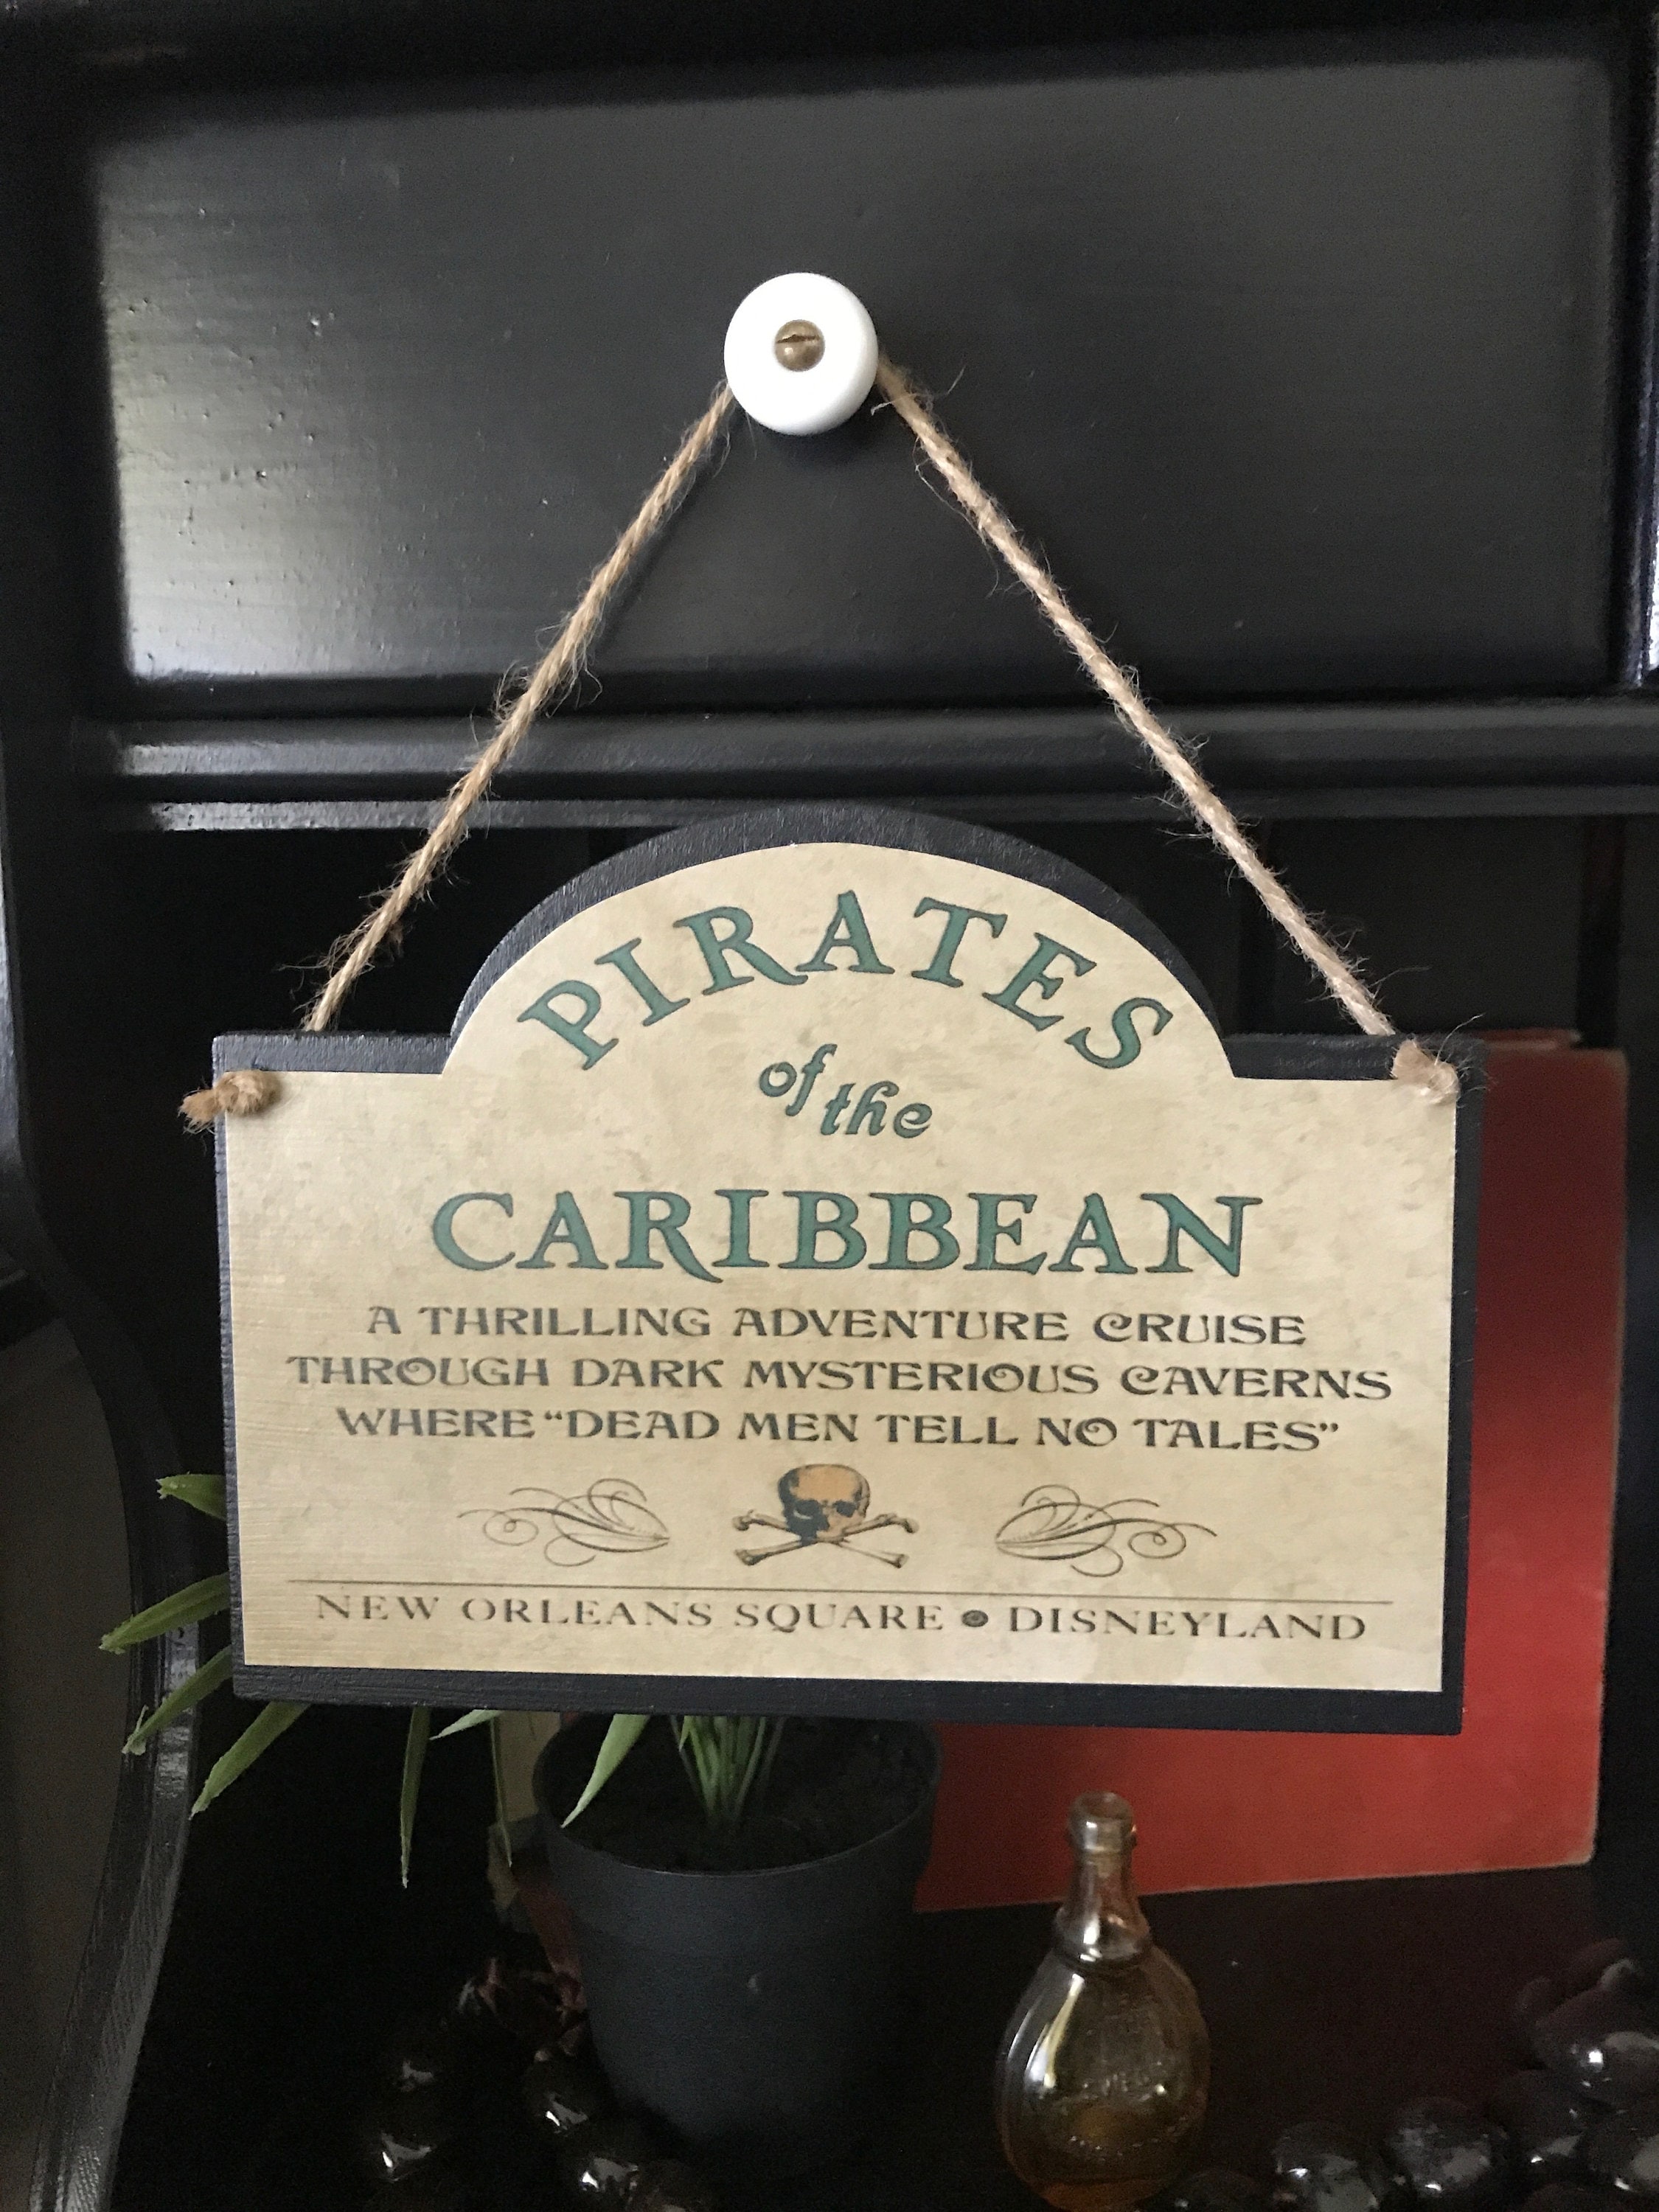 PIRATES
of the
CARIBBEAN
A THRILLING ADVENTURE CRUISE
THROUGH DARK MYSTERIOUS CAVERNS
WHERE “DEAD MEN TELL NO TALES”
NEW ORLEANS SQUARE ● DISNEYLAND